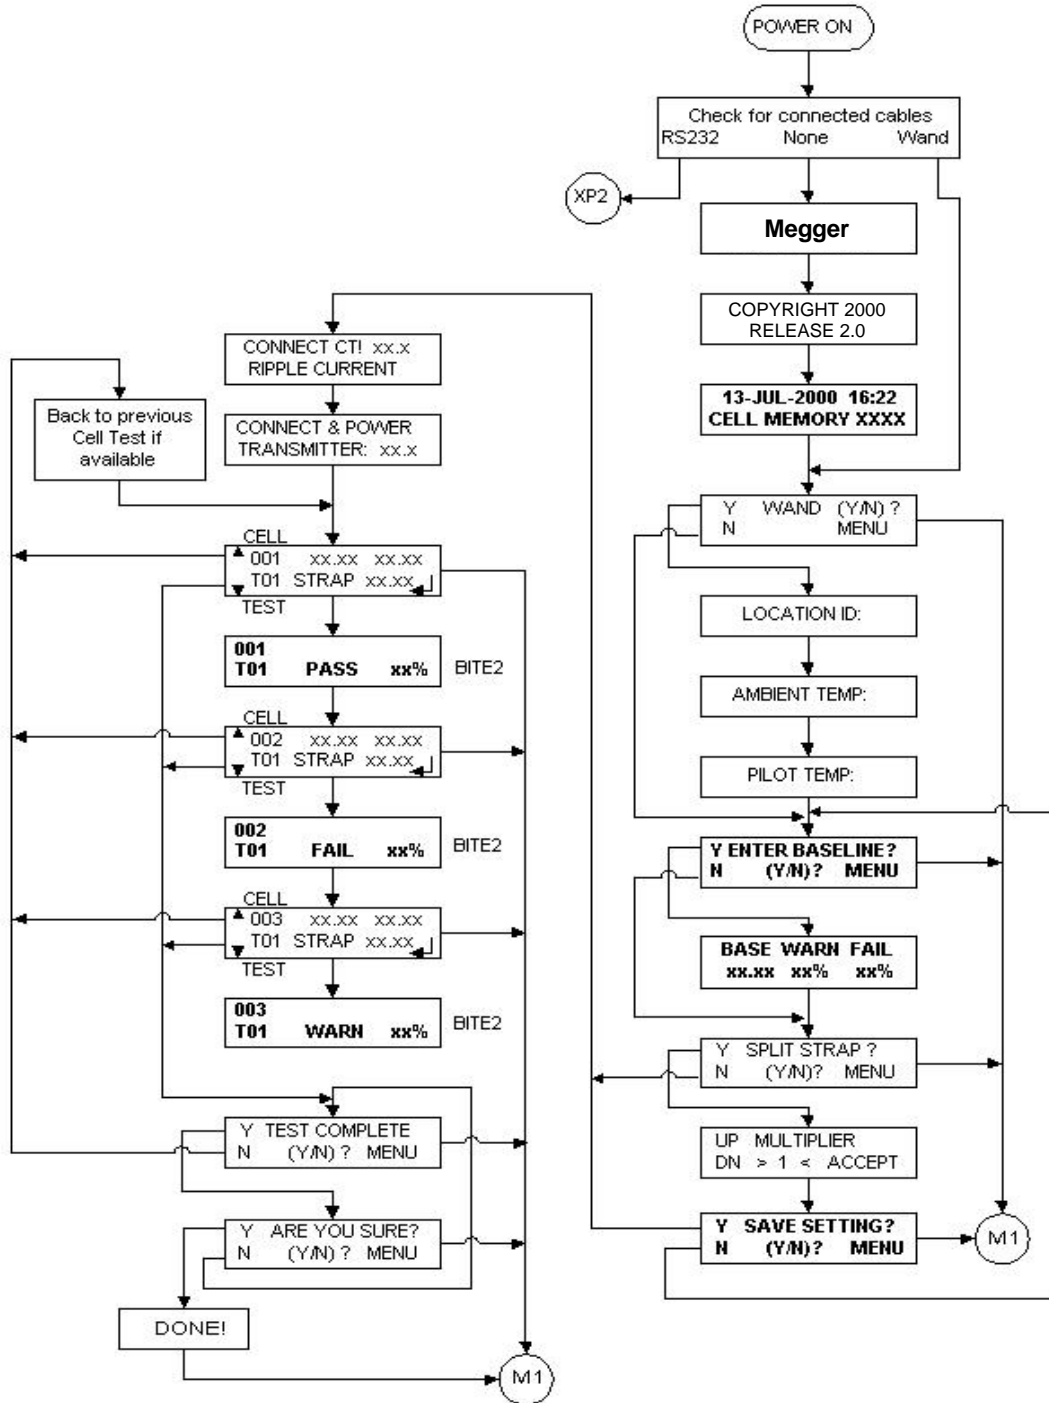 POWER ON
Check for connected cables
RS232 None Wand
XP2
Megger
COPYRIGHT 2000
RELEASE 2.0
13-JUL-2000 16:22
CELL MEMORY XXXX
Y WAND (Y/N) ?
N MENU
LOCATION ID:
AMBIENT TEMP:
PILOT TEMP:
Y ENTER BASELINE?
N (Y/N)? MENU
BASE WARN FAIL
xx.xx xx% xx%
Y SPLIT STRAP ?
N (Y/N)? MENU
UP MULTIPLIER
DN > 1 < ACCEPT
Y SAVE SETTING?
N (Y/N)? MENU
M1
CONNECT CT! xx.x
RIPPLE CURRENT
CONNECT & POWER
TRANSMITTER: xx.x
Back to previous
Cell Test if
available
CELL
001 xx.xx xx.xx
T01 STRAP xx.xx
TEST
001
T01 PASS xx%
BITE2
CELL
002 xx.xx xx.xx
T01 STRAP xx.xx
TEST
002
T01 FAIL xx%
BITE2
CELL
003 xx.xx xx.xx
T01 STRAP xx.xx
TEST
003
T01 WARN xx%
BITE2
Y TEST COMPLETE
N (Y/N) ? MENU
Y ARE YOU SURE?
N (Y/N) ? MENU
DONE!
M1